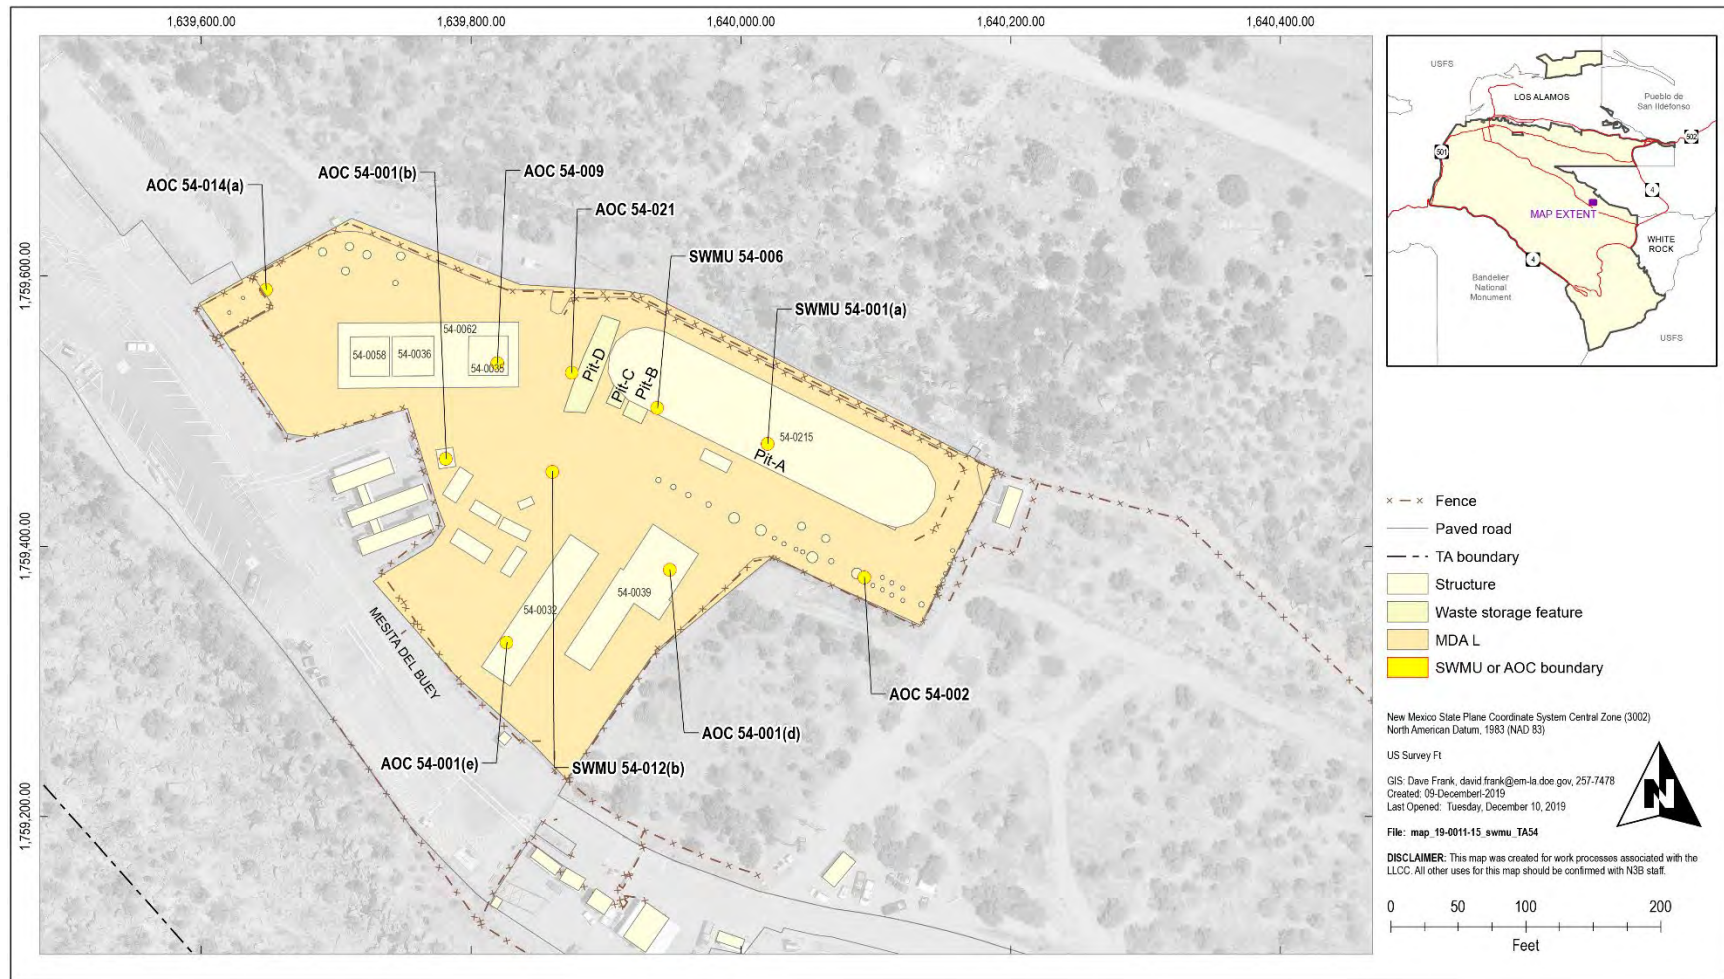 1,639,600.00
1,639,800.00
1,640,000.00
1,640,200.00
1,640,400.00
1,759,600.00
1,759,400.00
1,759,200.00
AOC 54-014(a)
AOC 54-001(b)
AOC 54-009
AOC 54-021
SWMU 54-006
SWMU 54-001(a)
54-0062
54-0058
54-0036
54-0035
Pit-D
Pit-C
Pit-B
54-0215
Pit-A
54-0032
54-0039
MESITA DEL BUEY
AOC 54-002
AOC 54-001(d)
AOC 54-001(e)
SWMU 54-012(b)
USFS
LOS ALAMOS
Pueblo de
San Ildefonso
501
502
4
MAP EXTENT
WHITE
ROCK
4
Bandelier
National
Monument
USFS
Fence
Paved road
TA boundary
Structure
Waste storage feature
MDA L
SWMU or AOC boundary
New Mexico State Plane Coordinate System Central Zone (3002)
North American Datum, 1983 (NAD 83)
US Survey Ft
GIS: Dave Frank, david.frank@em-la.doe.gov, 257-7478
Created: 09-Decemberl-2019
Last Opened: Tuesday, December 10, 2019
File: map_19-0011-15_swmu_TA54
N
DISCLAIMER: This map was created for work processes associated with the
LLCC. All other uses for this map should be confirmed with N3B staff.
0 50 100 200
Feet